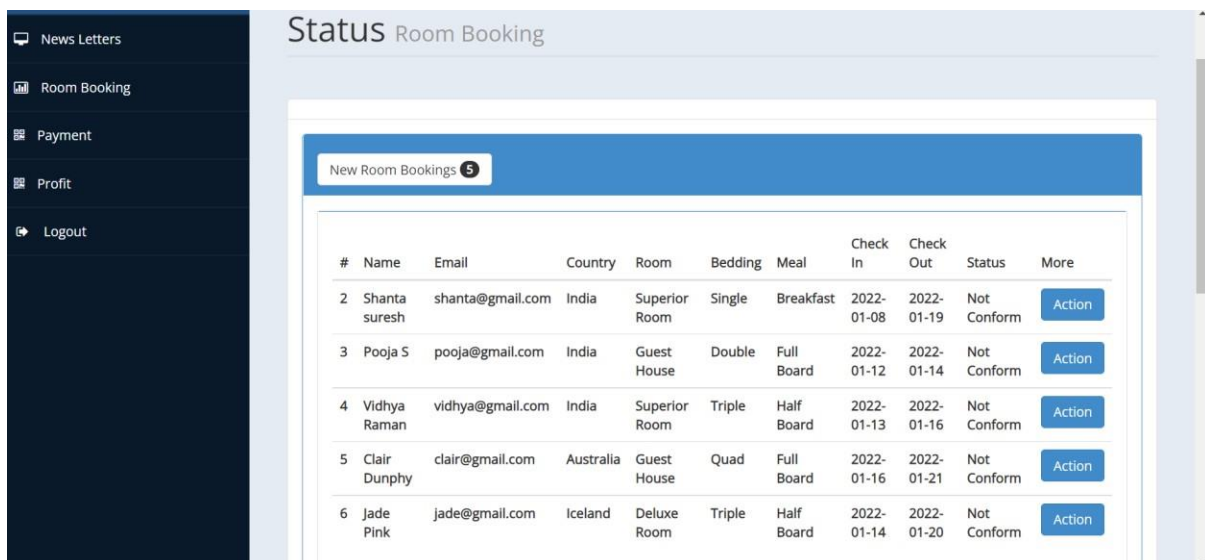 News Letters
Room Booking
Payment
Profit
Logout
Status Room Booking
New Room Bookings 5
# Name Email Country Room Bedding Meal Check In Check Out Status More
2 Shanta suresh shanta@gmail.com India Superior Room Single Breakfast 2022-01-08 2022-01-19 Not Conform Action
3 Pooja S pooja@gmail.com India Guest House Double Full Board 2022-01-12 2022-01-14 Not Conform Action
4 Vidhya Raman vidhya@gmail.com India Superior Room Triple Half Board 2022-01-13 2022-01-16 Not Conform Action
5 Clair Dunphy clair@gmail.com Australia Guest House Quad Full Board 2022-01-16 2022-01-21 Not Conform Action
6 Jade Pink jade@gmail.com Iceland Deluxe Room Triple Half Board 2022-01-14 2022-01-20 Not Conform Action